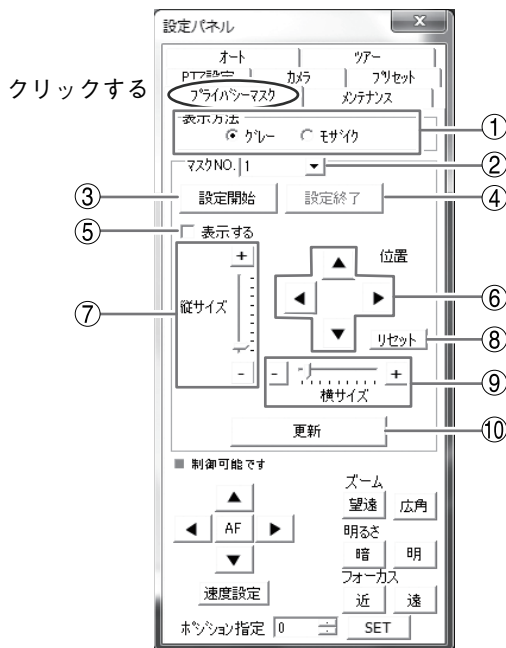 設定パネル
オート ツアー
PTZ設定 カメラ プリセット
クリックする プライバシーマスク メンテナンス
表示方法 ①
グレー モザイク
マスクNO. 1 ②
③ 設定開始 設定終了 ④
⑤ 表示する
+ 位置
▲
⑦ 縦サイズ ◀ ▶ ⑥
▼
リセット ⑧
-
- + ⑨
横サイズ
更新 ⑩
制御可能です
ズーム
▲ 望遠 広角
◀ AF ▶ 明るさ
▼ 暗 明
フォーカス
速度設定 近 遠
ポジション指定 0 SET